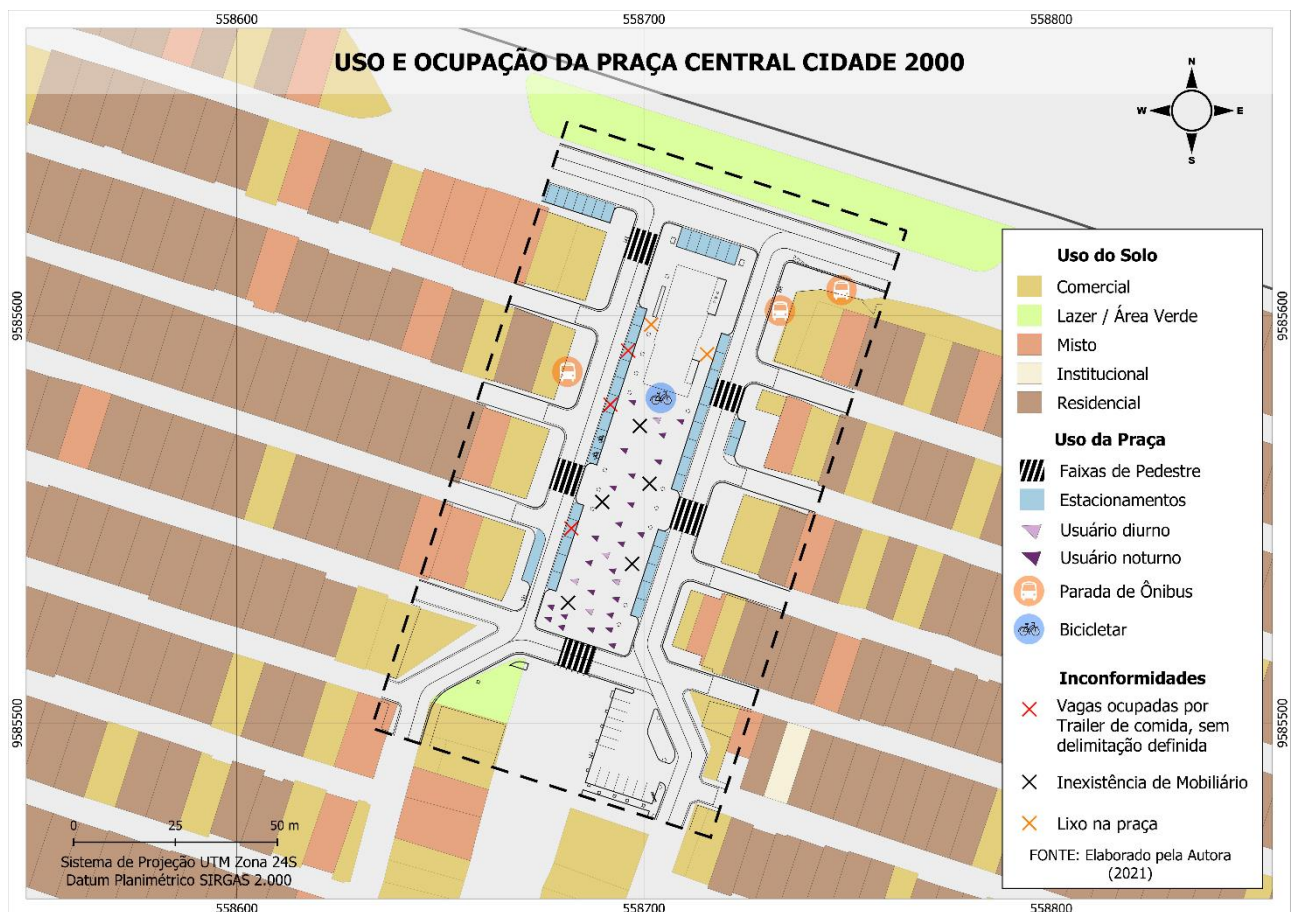 558600
558700
558800
USO E OCUPAÇÃO DA PRAÇA CENTRAL CIDADE 2000
N
W
E
S
9585600
9585600
9585500
9585500
Uso do Solo
Comercial
Lazer / Área Verde
Misto
Institucional
Residencial
Uso da Praça
Faixas de Pedestre
Estacionamentos
Usuário diurno
Usuário noturno
Parada de Ônibus
Bicicletar
Inconformidades
Vagas ocupadas por
Trailer de comida, sem
delimitação definida
Inexistência de Mobiliário
Lixo na praça
FONTE: Elaborado pela Autora
(2021)
0 25 50 m
Sistema de Projeção UTM Zona 24S
Datum Planimétrico SIRGAS 2.000
558600
558700
558800